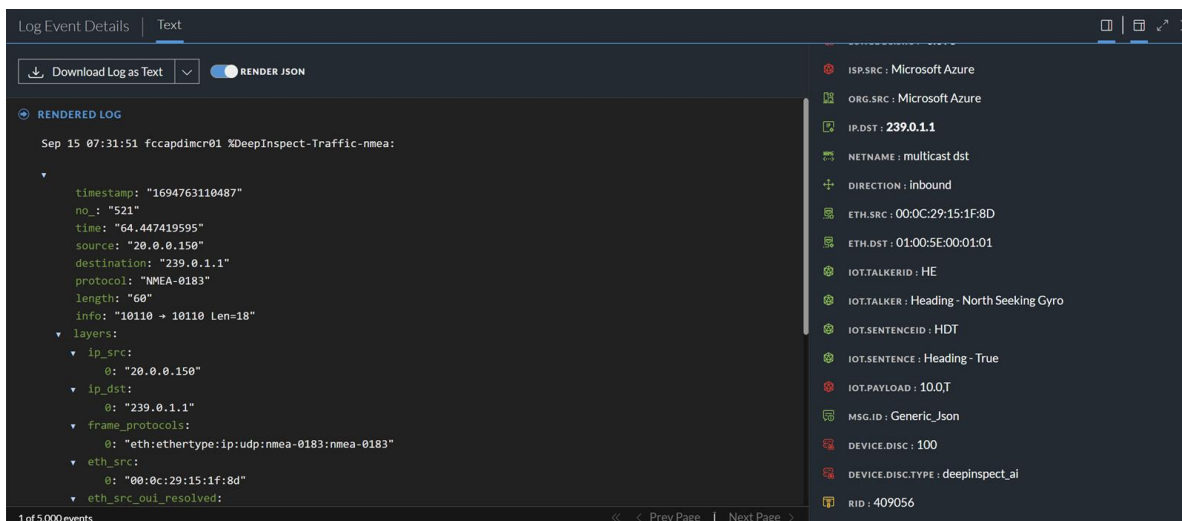 Log Event Details | Text
Download Log as Text
RENDER JSON
RENDERED LOG
Sep 15 07:31:51 fccapdimcr01 %DeepInspect-Traffic-nmea:
timestamp: "1694763110487"
no_: "521"
time: "64.447419595"
source: "20.0.0.150"
destination: "239.0.1.1"
protocol: "NMEA-0183"
length: "60"
info: "10110 → 10110 Len=18"
layers:
ip_src:
0: "20.0.0.150"
ip_dst:
0: "239.0.1.1"
frame_protocols:
0: "eth:ethertype:ip:udp:nmea-0183:nmea-0183"
eth_src:
0: "00:0c:29:15:1f:8d"
eth_src_oui_resolved:
1 of 5,000 events
<< < Prev Page | Next Page >
ISP.SRC : Microsoft Azure
ORG.SRC : Microsoft Azure
IP.DST : 239.0.1.1
NETNAME : multicast dst
DIRECTION : inbound
ETH.SRC : 00:0C:29:15:1F:8D
ETH.DST : 01:00:5E:00:01:01
IOT.TALKERID : HE
IOT.TALKER : Heading - North Seeking Gyro
IOT.SENTENCEID : HDT
IOT.SENTENCE : Heading - True
IOT.PAYLOAD : 10.0,T
MSG.ID : Generic_Json
DEVICE.DISC : 100
DEVICE.DISC.TYPE : deepinspect_ai
RID : 409056